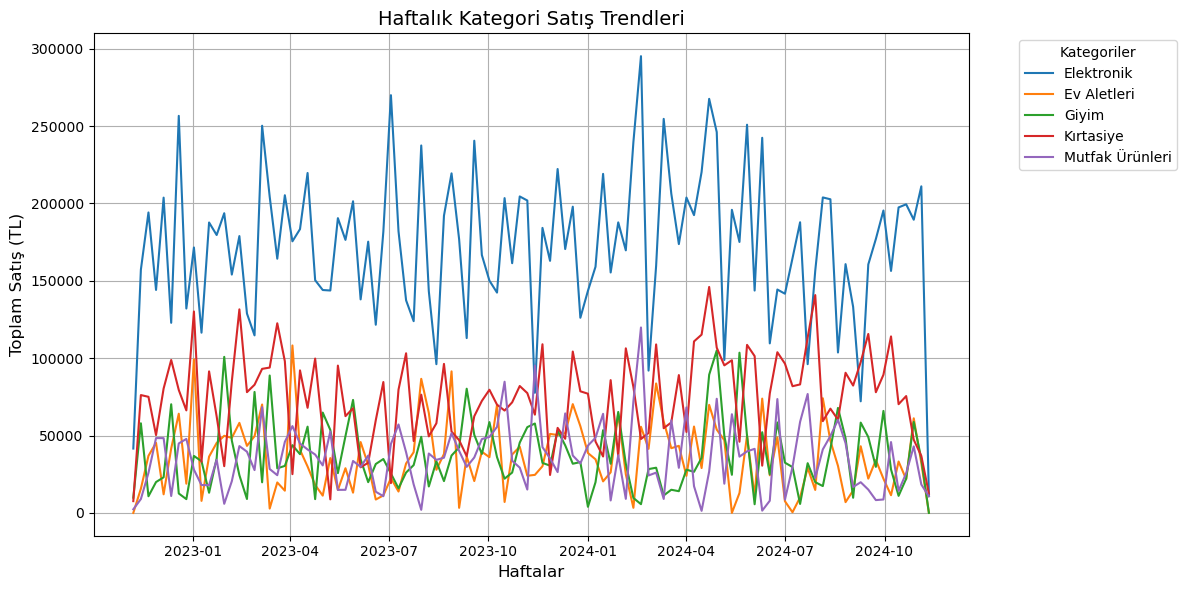 Haftalık Kategori Satış Trendleri
Kategoriler
Elektronik
Ev Aletleri
Giyim
Kırtasiye
Mutfak Ürünleri
Toplam Satış (TL)
300000
250000
200000
150000
100000
50000
0
2023-01 2023-04 2023-07 2023-10 2024-01 2024-04 2024-07 2024-10
Haftalar